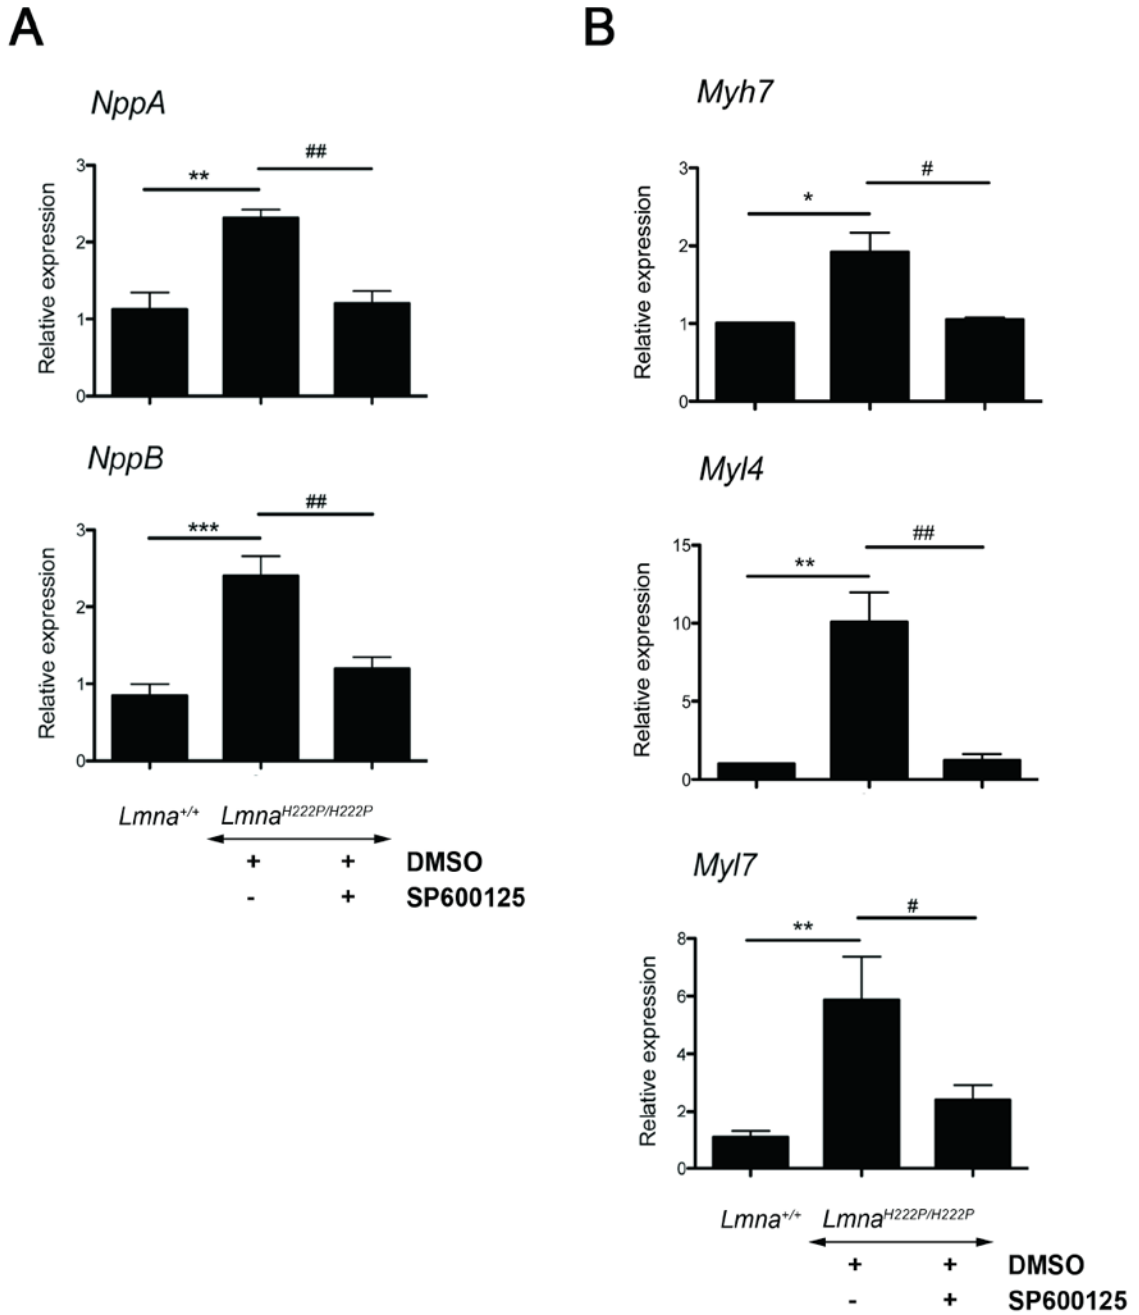 A
NppA
Relative expression
3
2
1
0
**
##
NppB
Relative expression
3
2
1
0
***
##
Lmna+/+ LmnaH222P/H222P
+ + DMSO
- + SP600125
B
Myh7
Relative expression
3
2
1
0
*
#
Myl4
Relative expression
15
10
5
0
**
##
Myl7
Relative expression
8
6
4
2
0
**
#
Lmna+/+ LmnaH222P/H222P
+ + DMSO
- + SP600125